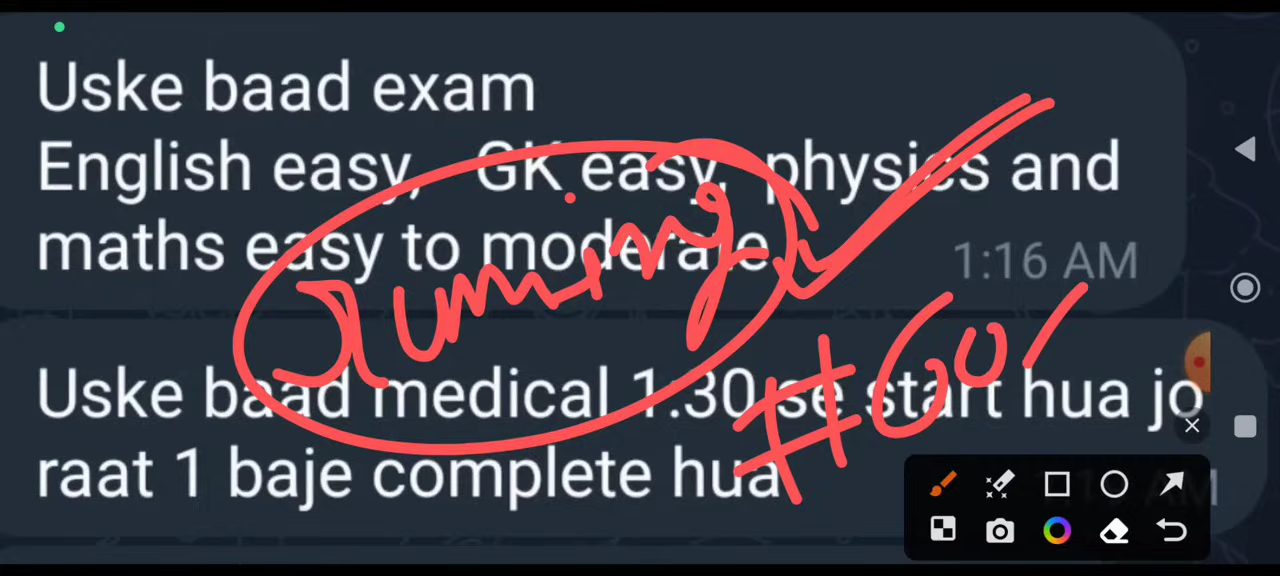 Uske baad exam
English easy, GK easy, physics and
maths easy to moderate
1:16 AM
Uske baad medical 1.30 se start hua jo
raat 1 baje complete hua
AM